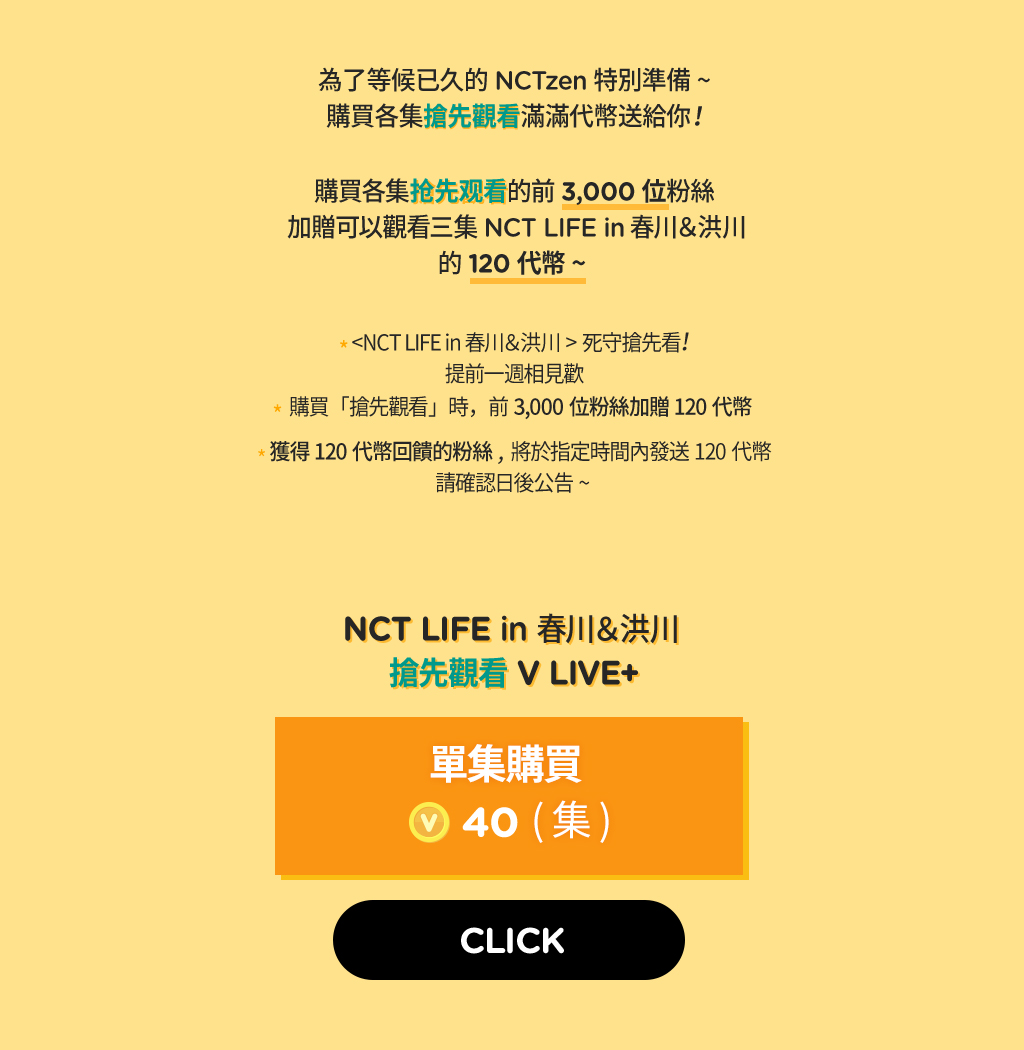 為了等候已久的 NCTzen 特別準備 ~
購買各集搶先觀看滿滿代幣送給你!
購買各集抢先观看的前 3,000 位粉絲
加贈可以觀看三集 NCT LIFE in 春川&洪川
的 120 代幣 ~
* <NCT LIFE in 春川&洪川 > 死守搶先看!
提前一週相見歡
* 購買「搶先觀看」時，前 3,000 位粉絲加贈 120 代幣
* 獲得 120 代幣回饋的粉絲 , 將於指定時間內發送 120 代幣
請確認日後公告 ~
NCT LIFE in 春川&洪川
搶先觀看 V LIVE+
單集購買
V 40 ( 集 )
CLICK